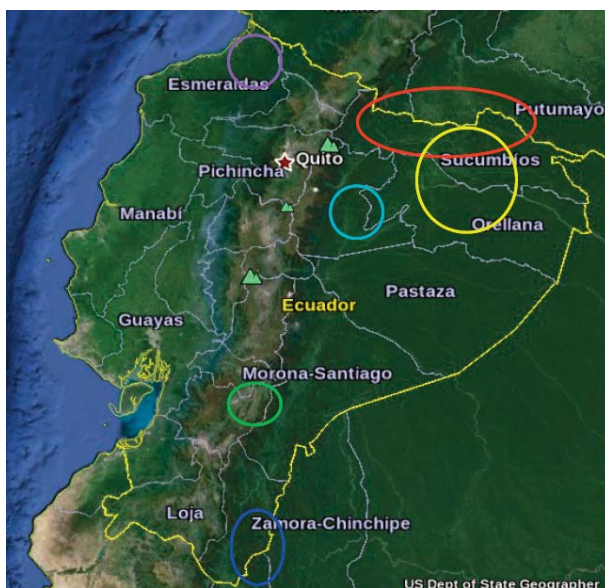 Esmeraldas
Putumayo
Quito
Sucumbíos
Pichincha
Manabí
Orellana
Pastaza
Ecuador
Guayas
Morona-Santiago
Loja
Zamora-Chinchipe
US Dept of State Geographer